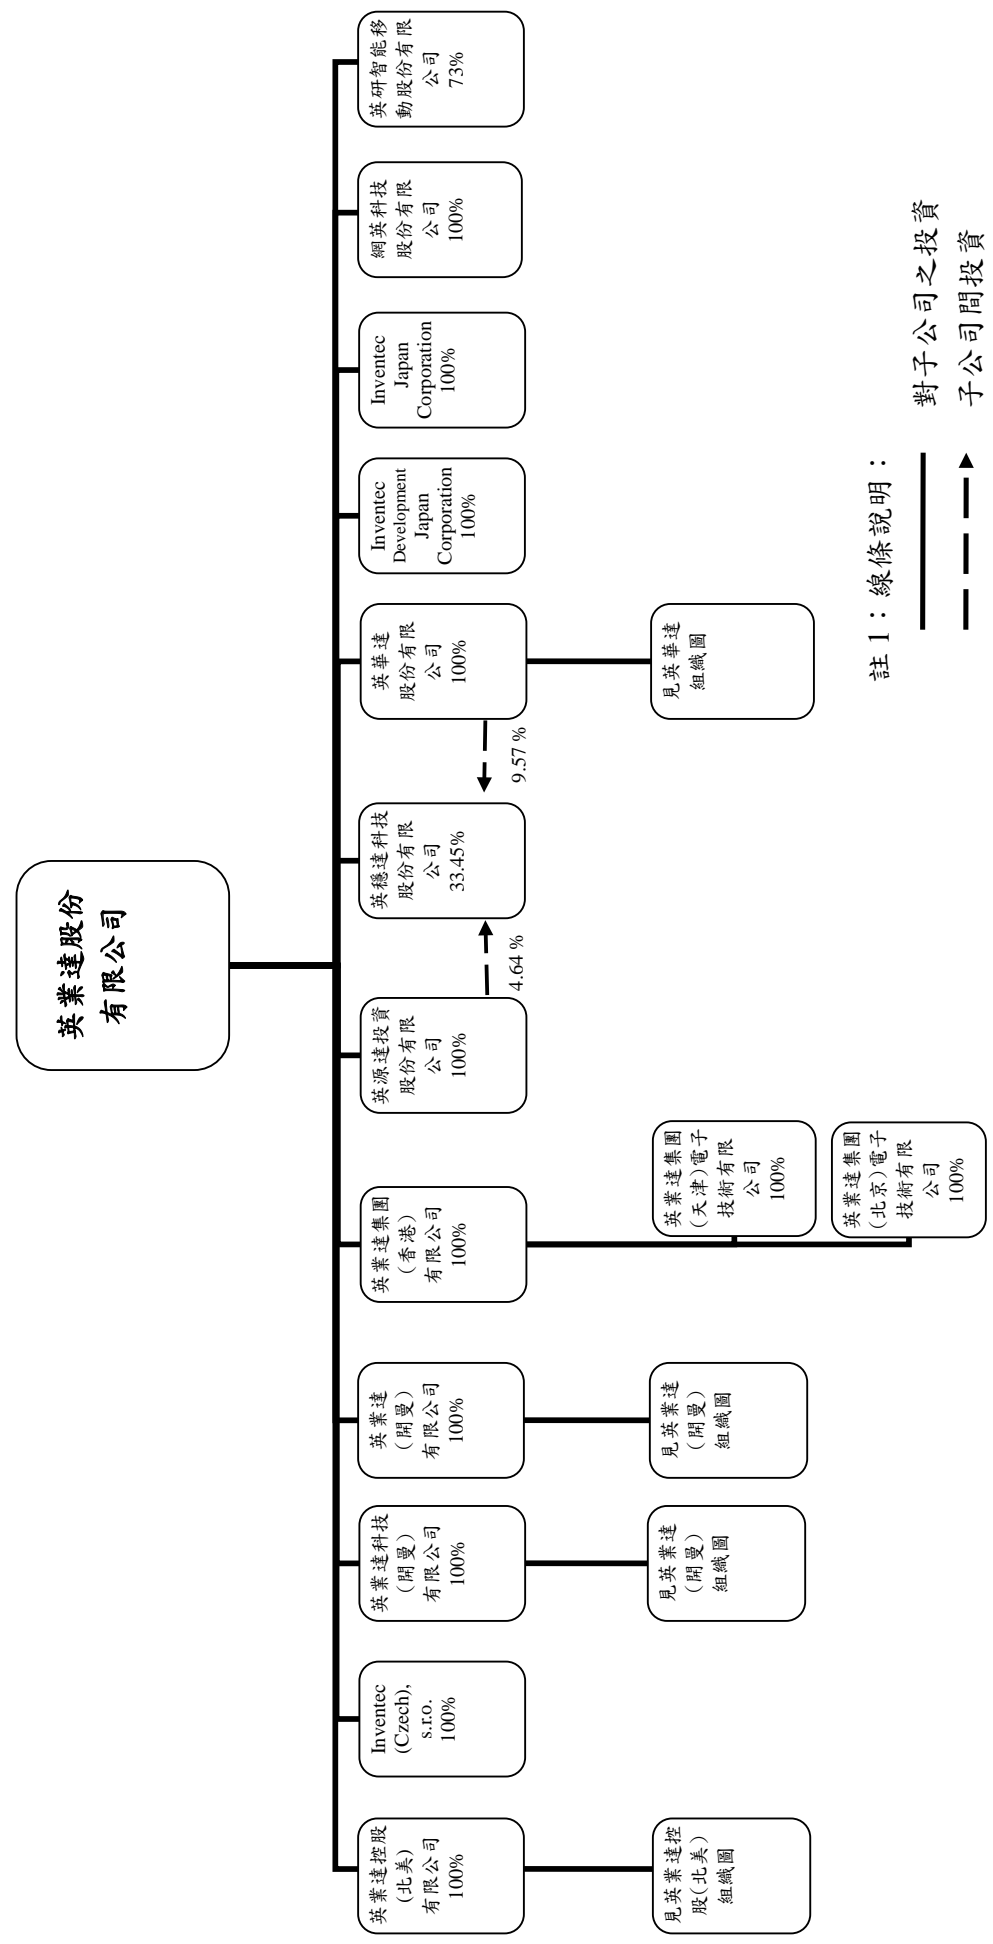 英業達股份
有限公司
英業達控股
(北美)
有限公司
100%
Inventec
(Czech),
s.r.o.
100%
英業達科技
(開曼)
有限公司
100%
英業達
(開曼)
有限公司
100%
英業達集團
(香港)
有限公司
100%
英源達投資
股份有限
公司
100%
4.64 %
英穩達科技
股份有限
公司
33.45%
9.57 %
英華達
股份有限
公司
100%
Inventec
Development
Japan
Corporation
100%
Inventec
Japan
Corporation
100%
網英科技
股份有限
公司
100%
英研智能移
動股份有限
公司
73%
見英業達控
股(北美)
組織圖
見英業達
(開曼)
組織圖
見英業達
(開曼)
組織圖
英業達集團
(天津)電子
技術有限
公司
100%
英業達集團
(北京)電子
技術有限
公司
100%
見英華達
組織圖
註 1：線條說明：
對子公司之投資
子公司間投資